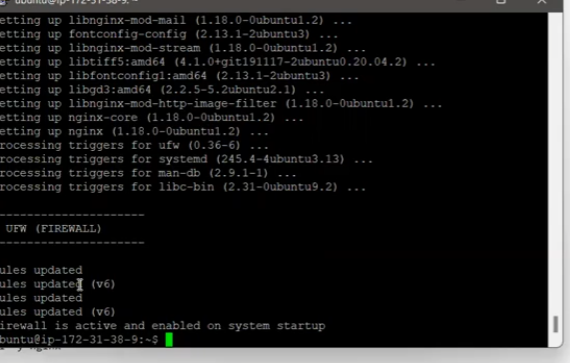 ubuntu@ip-172-31-38-9: ~
etting up libnginx-mod-mail (1.18.0-0ubuntu1.2) ...
etting up fontconfig-config (2.13.1-2ubuntu3) ...
etting up libnginx-mod-stream (1.18.0-0ubuntu1.2) ...
etting up libtiff5:amd64 (4.1.0+git191117-2ubuntu0.20.04.2) ...
etting up libfontconfig1:amd64 (2.13.1-2ubuntu3) ...
etting up libgd3:amd64 (2.2.5-5.2ubuntu2.1) ...
etting up libnginx-mod-http-image-filter (1.18.0-0ubuntu1.2) ...
etting up nginx-core (1.18.0-0ubuntu1.2) ...
etting up nginx (1.18.0-0ubuntu1.2) ...
rocessing triggers for ufw (0.36-6) ...
rocessing triggers for systemd (245.4-4ubuntu3.13) ...
rocessing triggers for man-db (2.9.1-1) ...
rocessing triggers for libc-bin (2.31-0ubuntu9.2) ...
---------------------
UFW (FIREWALL)
---------------------
ules updated
ules updated (v6)
ules updated
ules updated (v6)
irewall is active and enabled on system startup
buntu@ip-172-31-38-9:~$
-y nginx